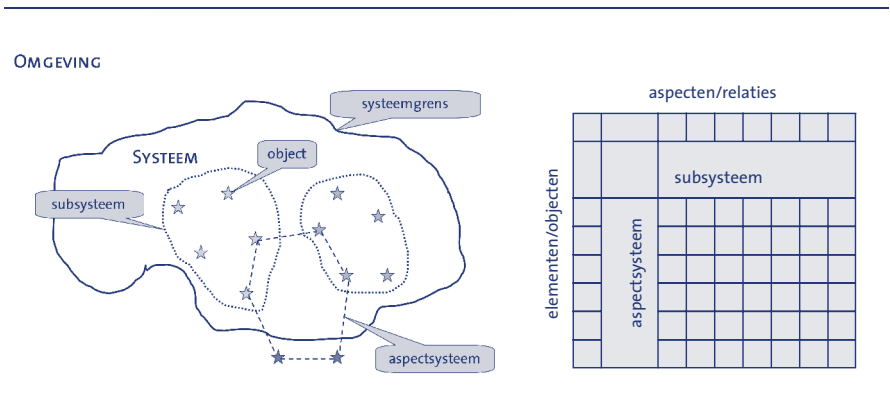 OMGEVING
systeemgrens
SYSTEEM
object
subsysteem
aspectsysteem
aspecten/relaties
elementen/objecten
subsysteem
aspectsysteem